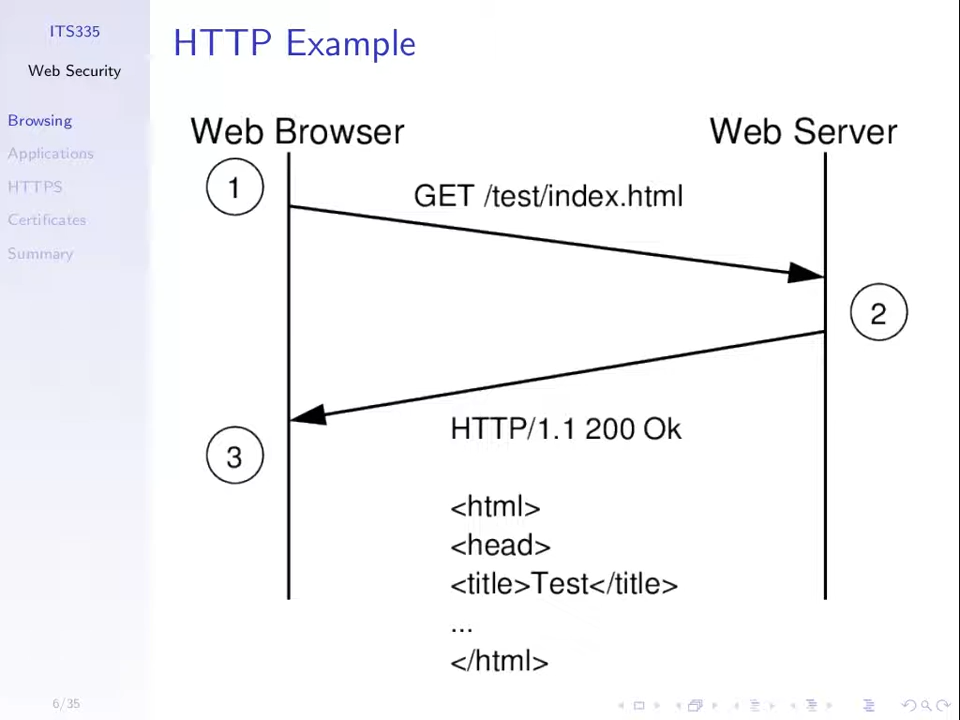 ITS335
Web Security
Browsing
Applications
HTTPS
Certificates
Summary
HTTP Example
Web Browser
Web Server
1
GET /test/index.html
2
HTTP/1.1 200 Ok
3
<html>
<head>
<title>Test</title>
...
</html>
6/35